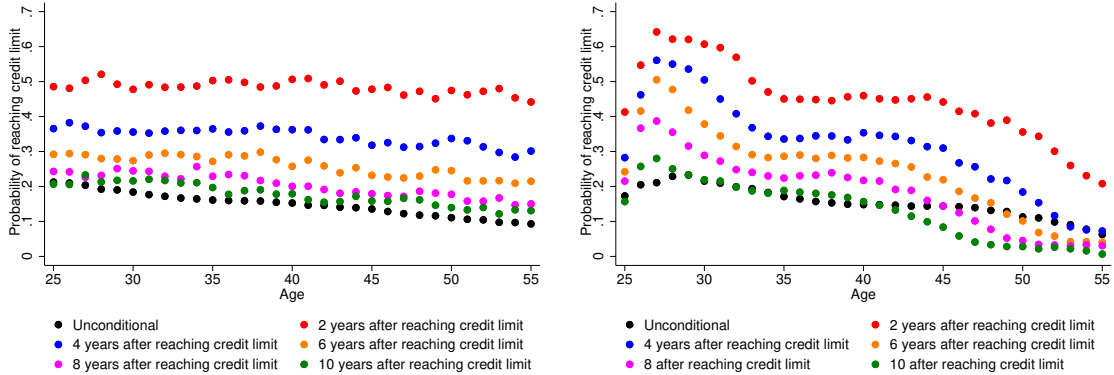 Probability of reaching credit limit
.7
.6
.5
.4
.3
.2
.1
0
25 30 35 40 45 50 55
Age
Unconditional
2 years after reaching credit limit
4 years after reaching credit limit
6 years after reaching credit limit
8 years after reaching credit limit
10 years after reaching credit limit
Probability of reaching credit limit
.7
.6
.5
.4
.3
.2
.1
0
25 30 35 40 45 50 55
Age
Unconditional
2 years after reaching credit limit
4 years after reaching credit limit
6 years after reaching credit limit
8 after reaching credit limit
10 after reaching credit limit